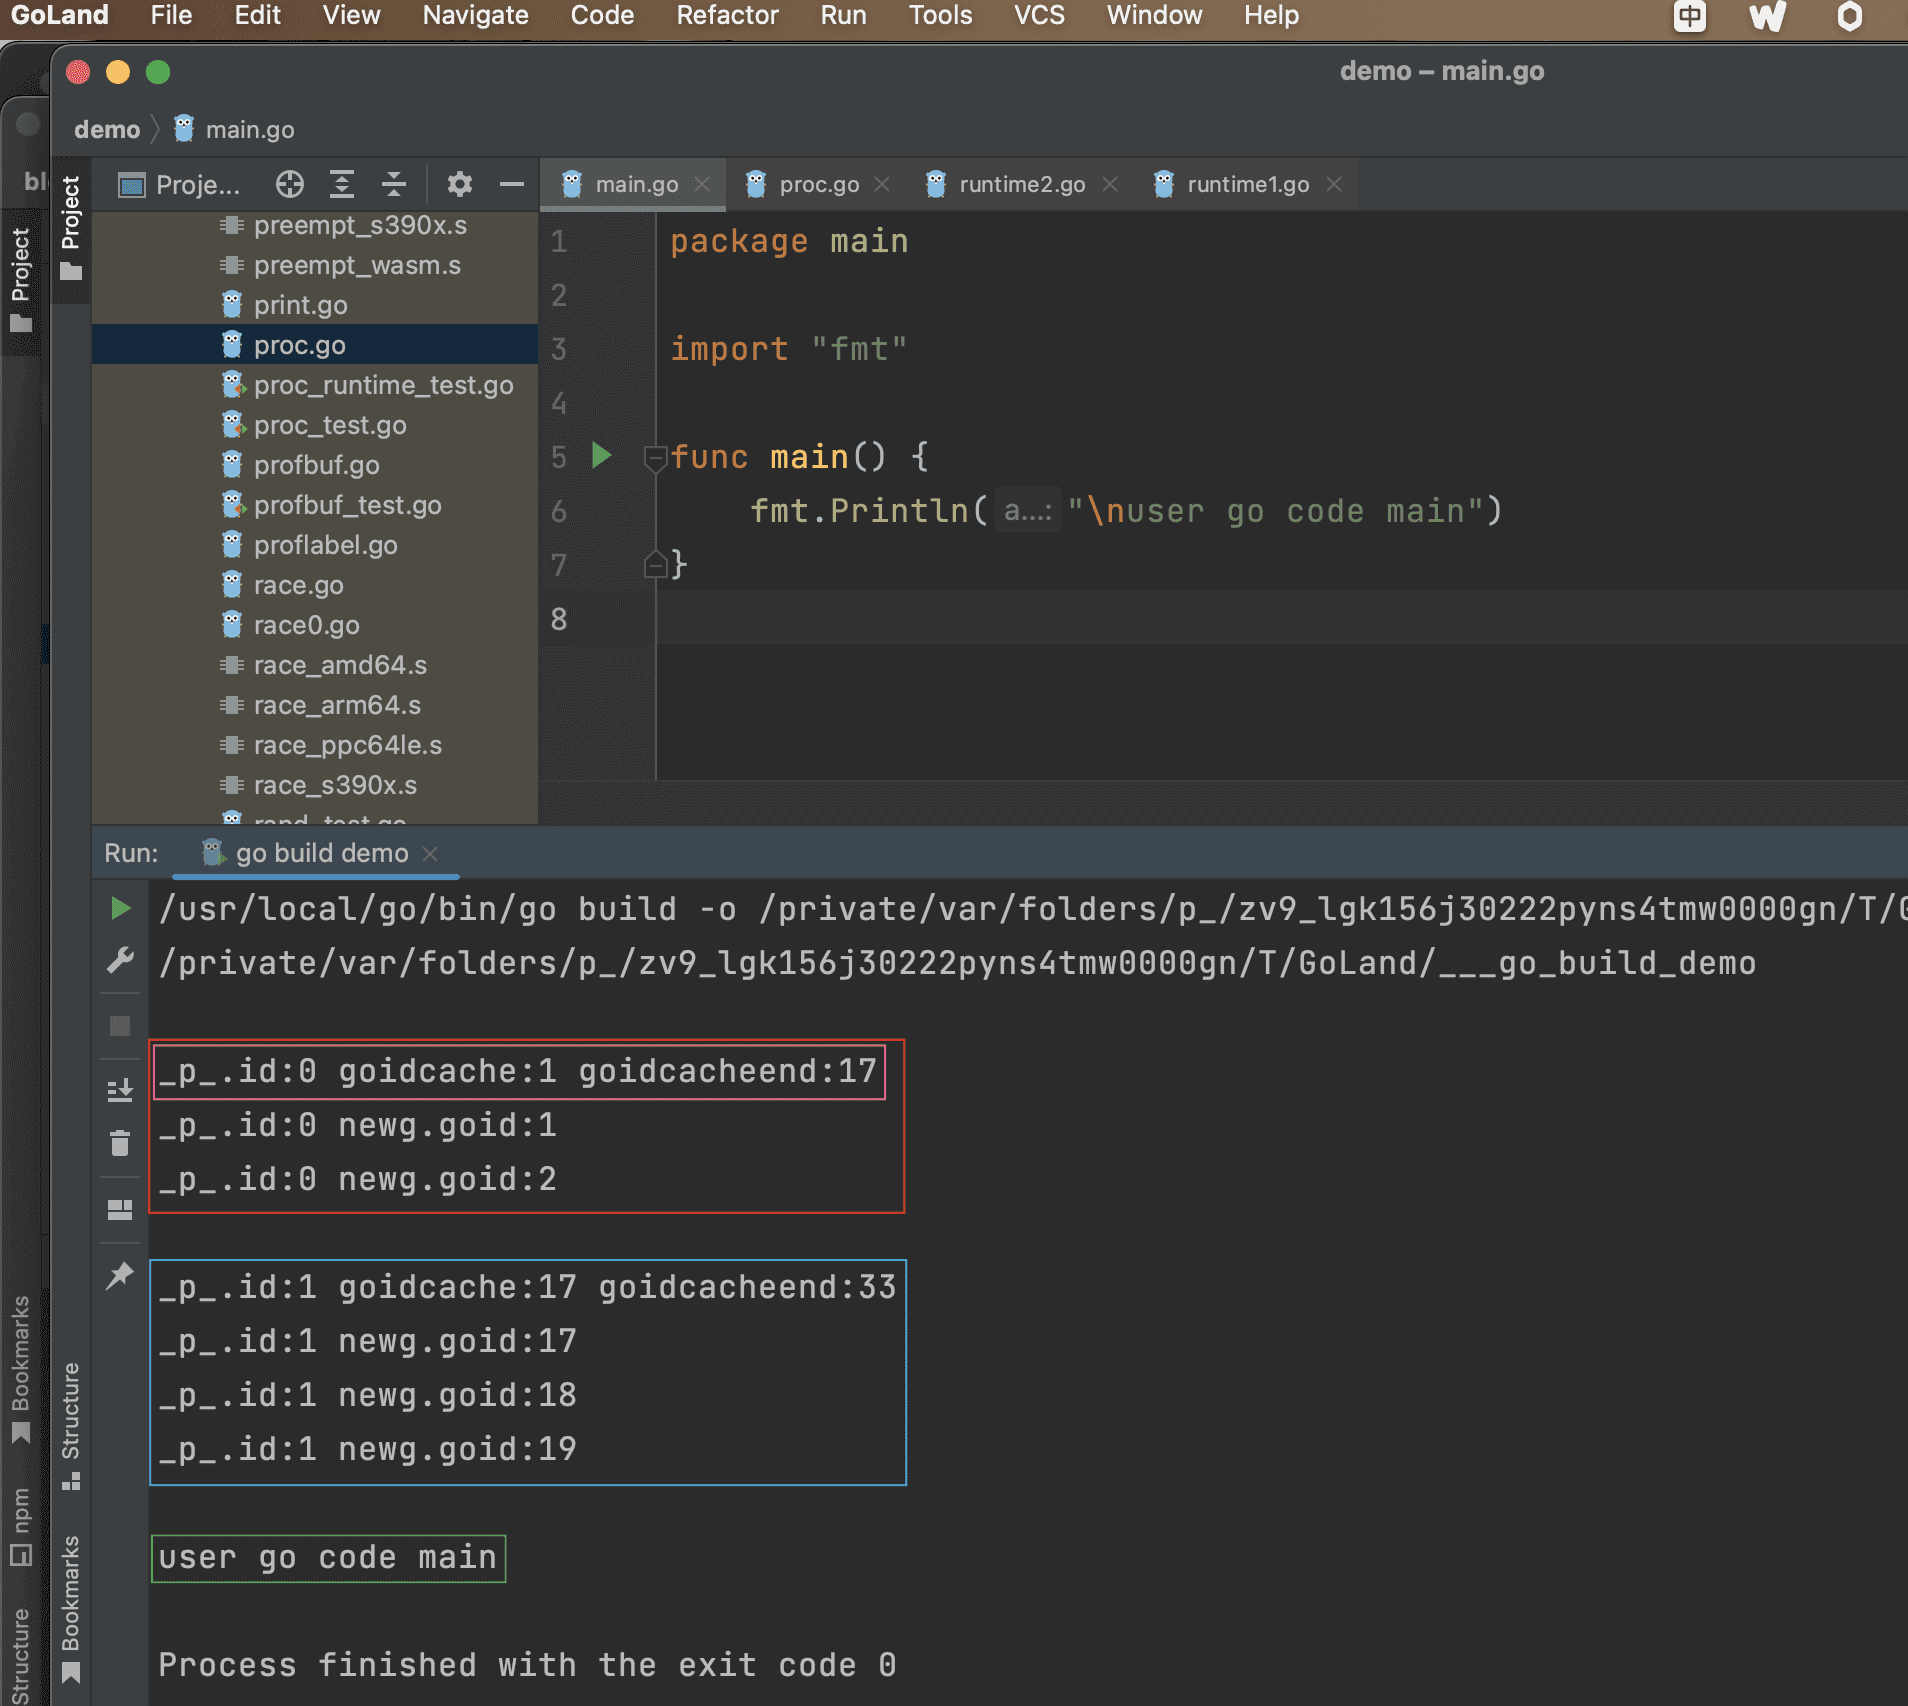 GoLand File Edit View Navigate Code Refactor Run Tools VCS Window Help 中
demo – main.go
demo main.go
Proje... main.go proc.go runtime2.go runtime1.go
Project
Project
preempt_s390x.s
preempt_wasm.s
print.go
proc.go
proc_runtime_test.go
proc_test.go
profbuf.go
profbuf_test.go
proflabel.go
race.go
race0.go
race_amd64.s
race_arm64.s
race_ppc64le.s
race_s390x.s
rand_test.go
1 package main
2
3 import "fmt"
4
5 func main() {
6 fmt.Println( a...: "\nuser go code main")
7 }
8
Run: go build demo
/usr/local/go/bin/go build -o /private/var/folders/p_/zv9_lgk156j30222pyns4tmw0000gn/T/
/private/var/folders/p_/zv9_lgk156j30222pyns4tmw0000gn/T/GoLand/___go_build_demo
_p_.id:0 goidcache:1 goidcacheend:17
_p_.id:0 newg.goid:1
_p_.id:0 newg.goid:2
_p_.id:1 goidcache:17 goidcacheend:33
_p_.id:1 newg.goid:17
_p_.id:1 newg.goid:18
_p_.id:1 newg.goid:19
user go code main
Process finished with the exit code 0
Bookmarks
npm
Structure
Structure
Bookmarks